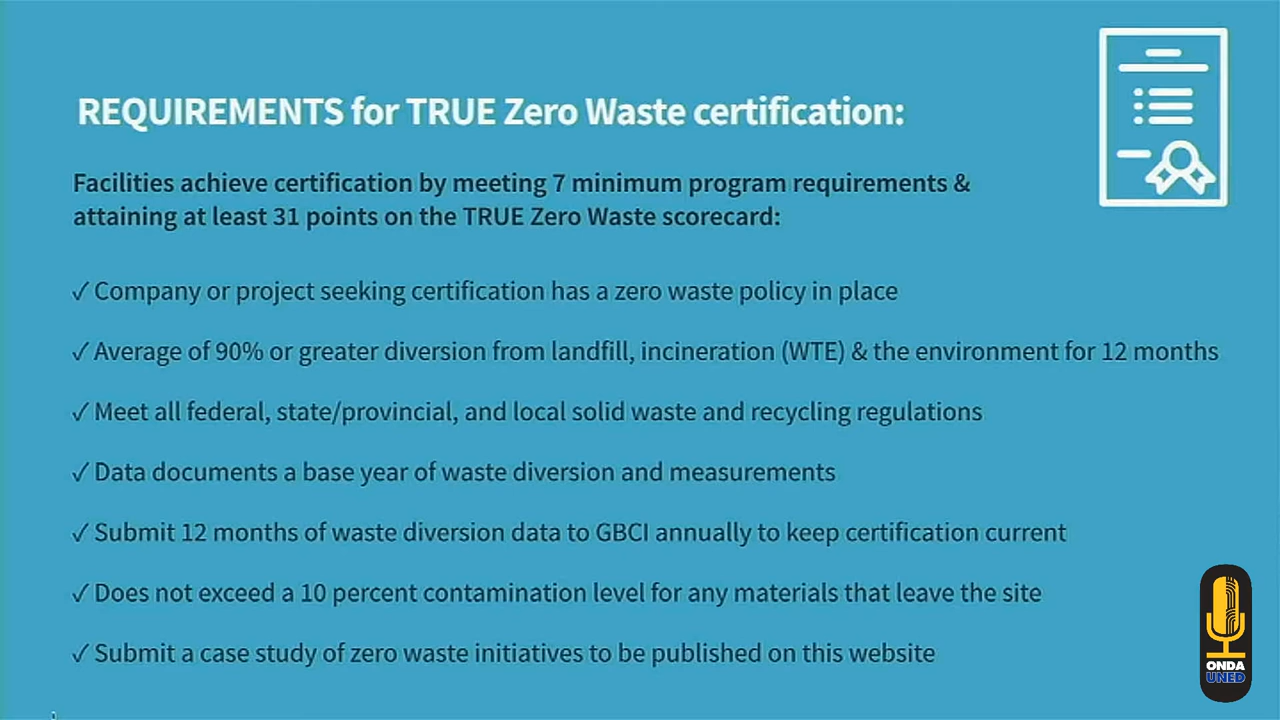 REQUIREMENTS for TRUE Zero Waste certification:
Facilities achieve certification by meeting 7 minimum program requirements &
attaining at least 31 points on the TRUE Zero Waste scorecard:
✓ Company or project seeking certification has a zero waste policy in place
✓ Average of 90% or greater diversion from landfill, incineration (WTE) & the environment for 12 months
✓ Meet all federal, state/provincial, and local solid waste and recycling regulations
✓ Data documents a base year of waste diversion and measurements
✓ Submit 12 months of waste diversion data to GBCI annually to keep certification current
✓ Does not exceed a 10 percent contamination level for any materials that leave the site
✓ Submit a case study of zero waste initiatives to be published on this website
ONDA
UNED